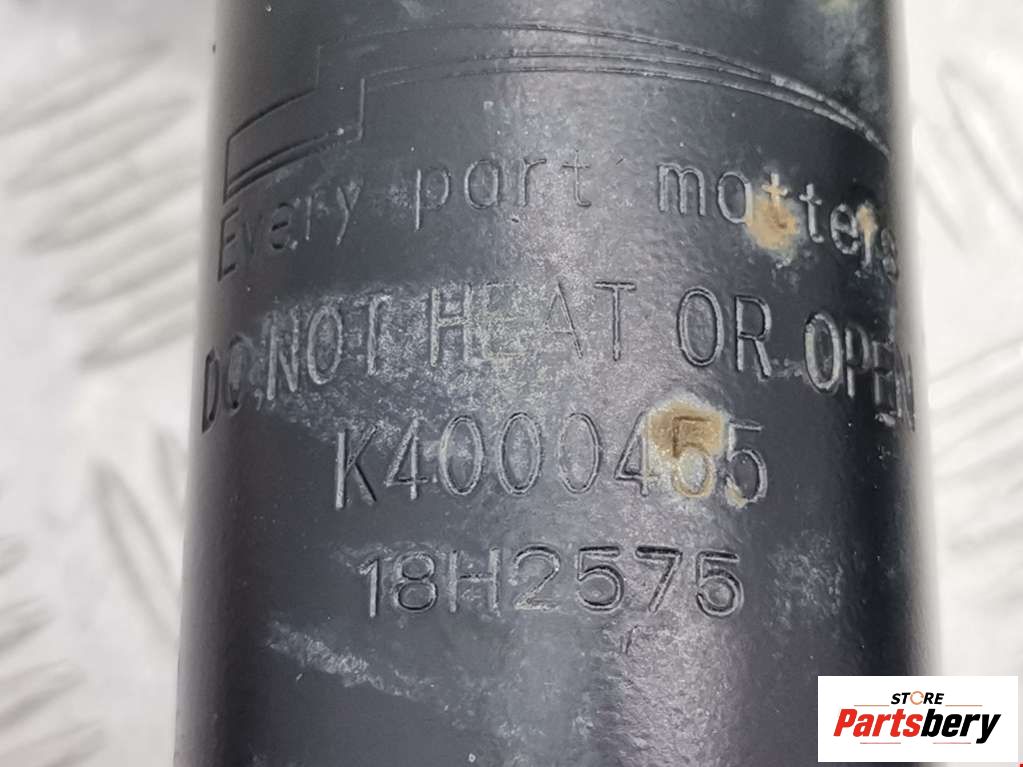 Every part matters
DO NOT HEAT OR OPEN
K4000455
18H2575
STORE
Partsbery